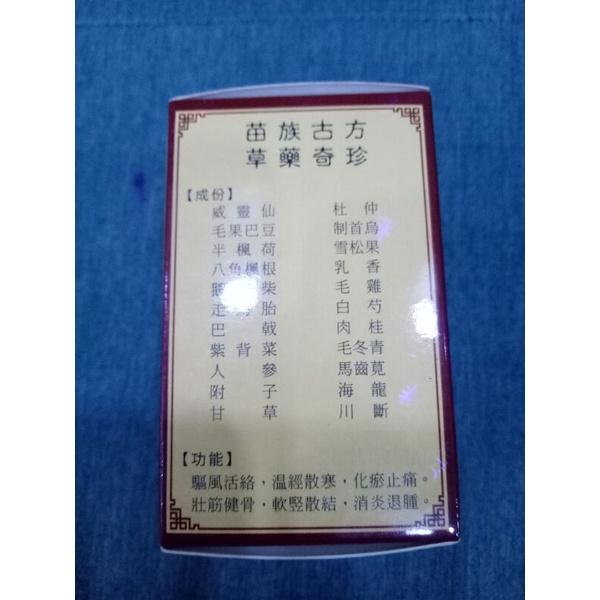 苗族古方
草藥奇珍
【成份】
威靈仙 杜仲
毛果巴豆 制首烏
半楓荷 雪松果
八角楓根 乳香
柴 毛雞
走胎 白芍
巴戟 肉桂
紫背菜 毛冬青
人參 馬齒莧
附子 海龍
甘草 川斷
【功能】
驅風活絡，温經散寒，化瘀止痛。
壯筋健骨，軟堅散結，消炎退腫。